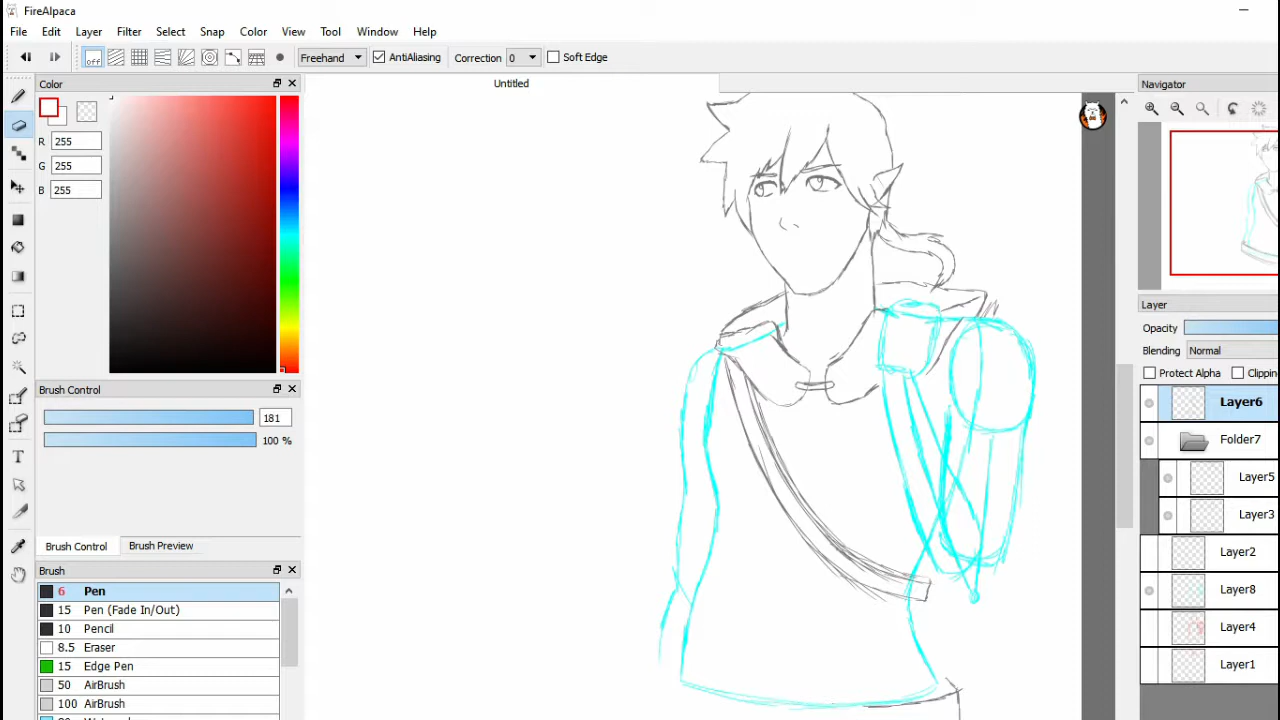 FireAlpaca
File Edit Layer Filter Select Snap Color View Tool Window Help
off Freehand AntiAliasing Correction 0 Soft Edge
Color Untitled Navigator
R 255
G 255
B 255
Layer
Opacity
Blending Normal
Protect Alpha Clipping
Brush Control
181
100 %
Layer6
Folder7
Layer5
Layer3
Brush Control Brush Preview
Layer2
Brush
6 Pen
Layer8
15 Pen (Fade In/Out)
10 Pencil
Layer4
8.5 Eraser
15 Edge Pen
Layer1
50 AirBrush
100 AirBrush